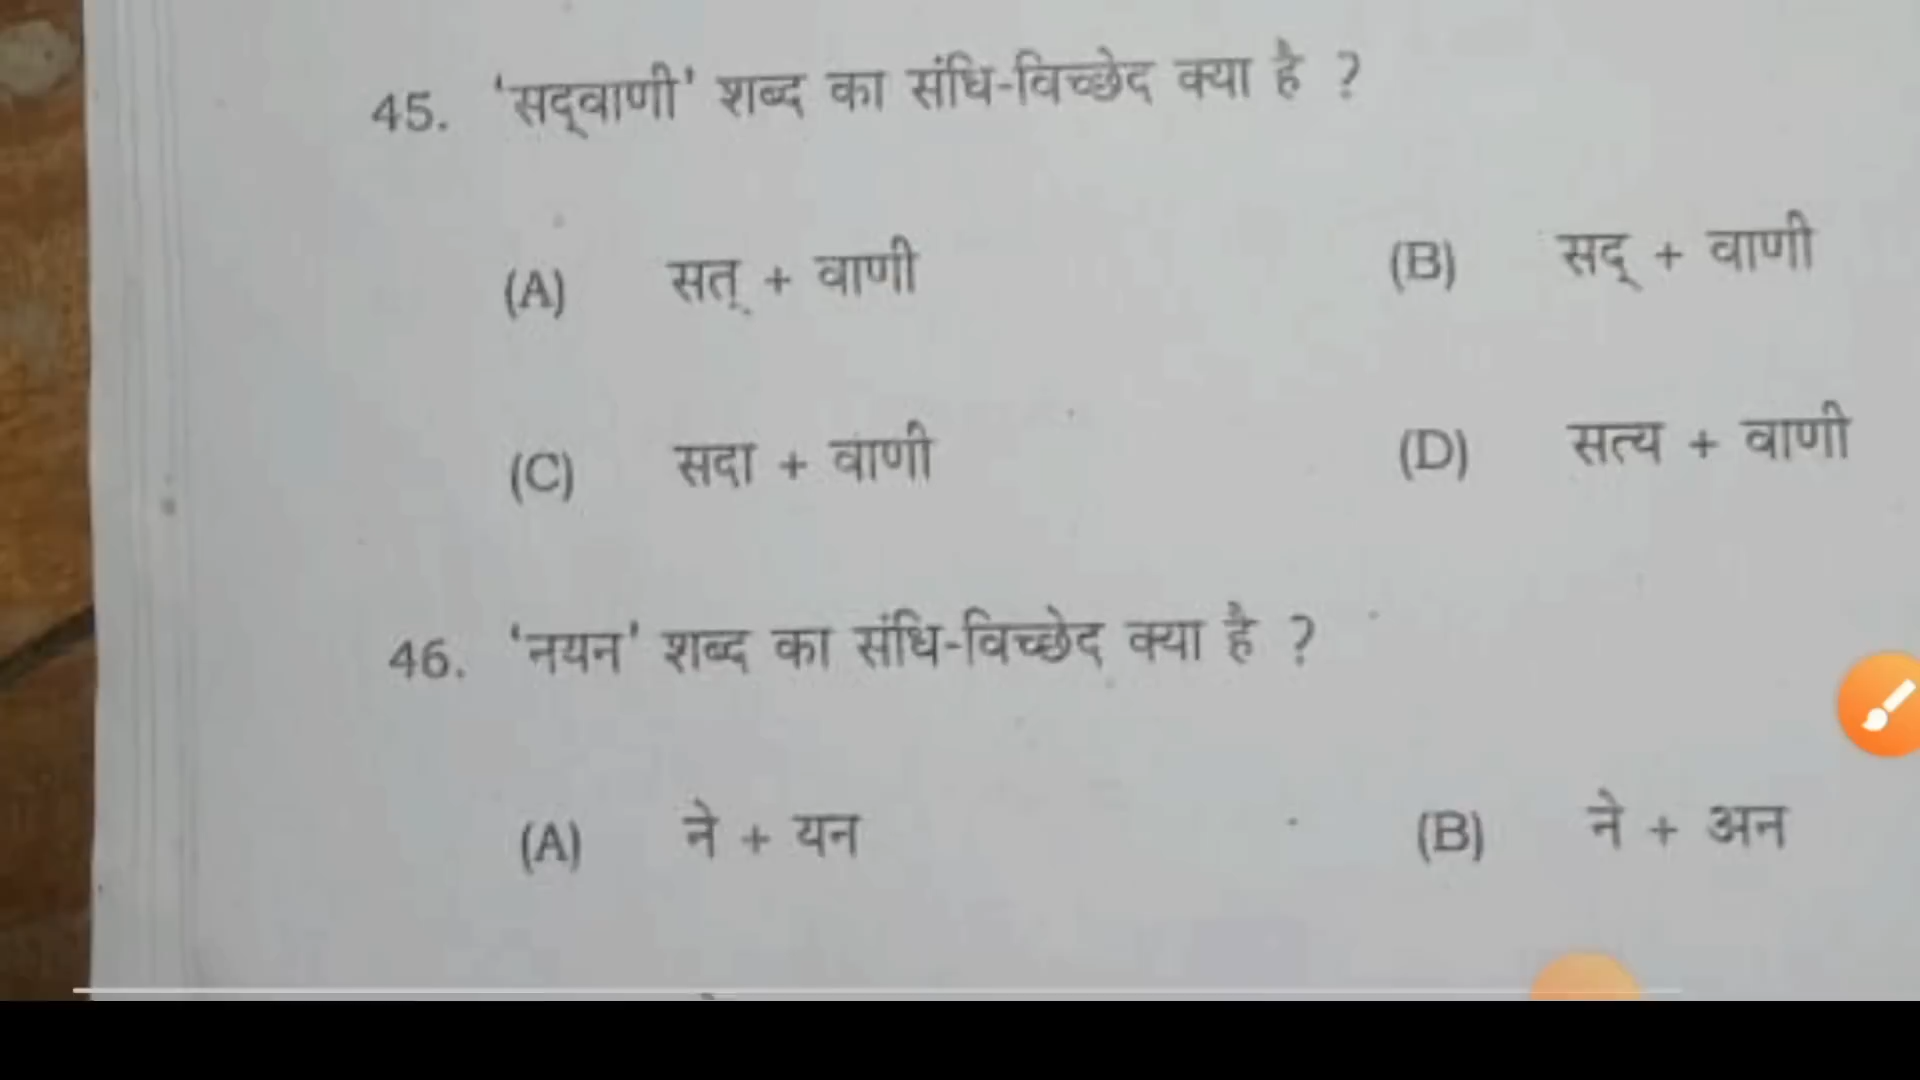 45. 'सद्‌वाणी' शब्द का संधि-विच्छेद क्या है ?
(A) सत् + वाणी (B) सद् + वाणी
(C) सदा + वाणी (D) सत्य + वाणी
46. 'नयन' शब्द का संधि-विच्छेद क्या है ?
(A) ने + यन (B) ने + अन